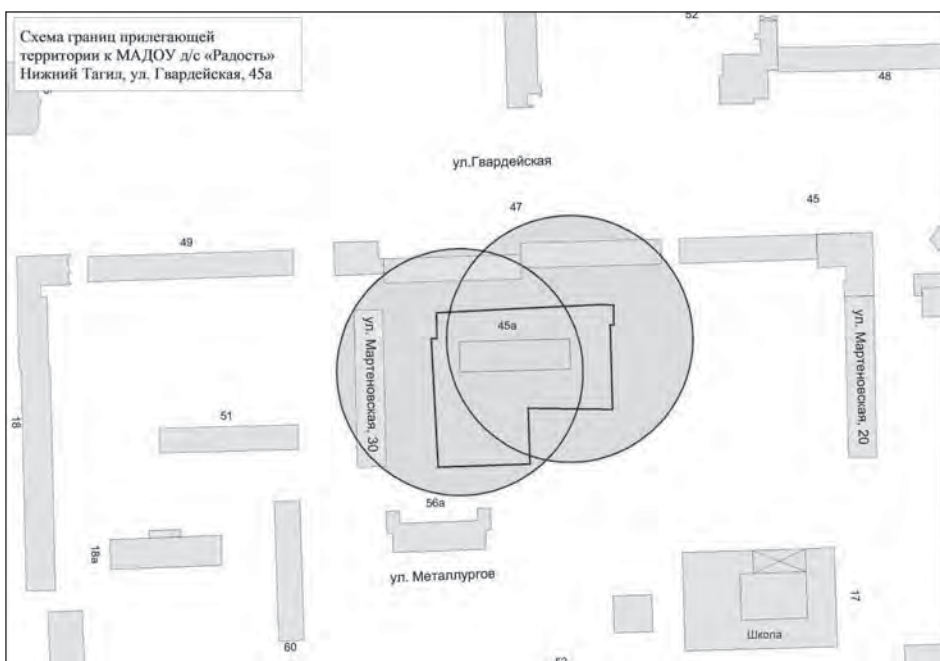 Схема границ прилегающей
территории к МАДОУ д/с «Радость»
Нижний Тагил, ул. Гвардейская, 45а
52
48
ул.Гвардейская
47
45
49
45а
ул. Мартеновская, 30
ул. Мартеновская, 20
18
51
56а
18а
ул. Металлургов
17
Школа
60